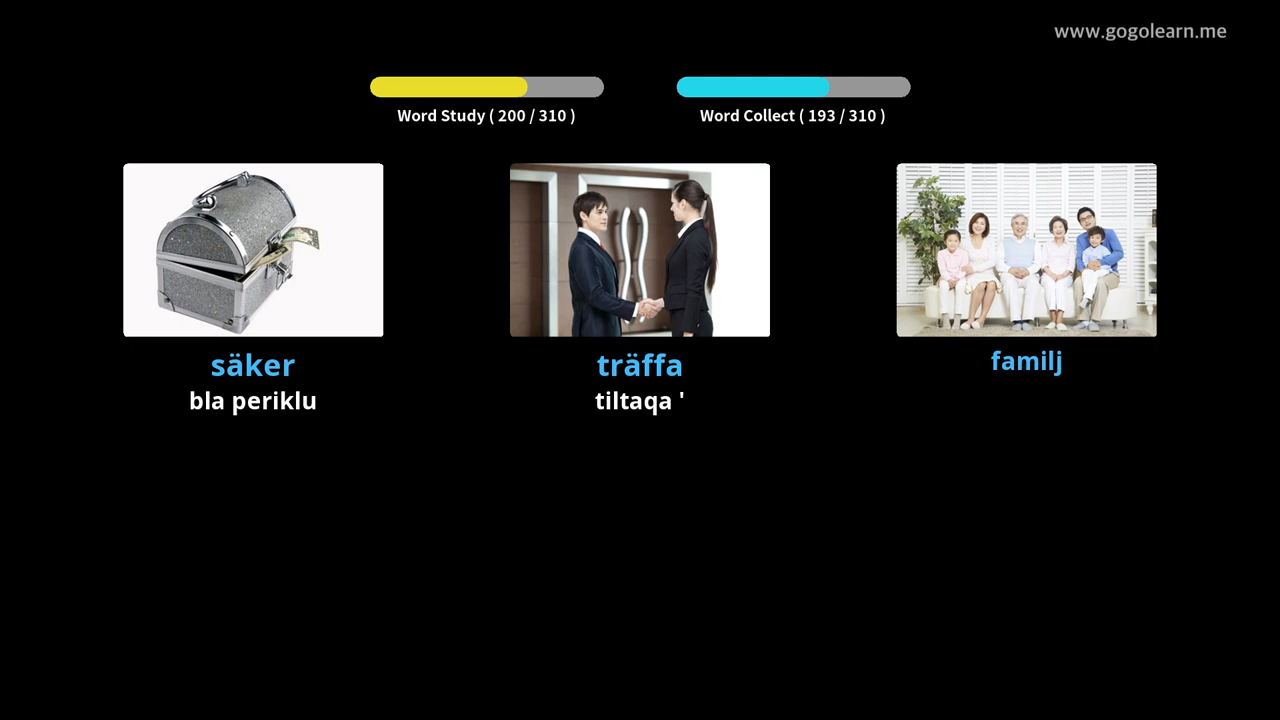 www.gogolearn.me
Word Study ( 200 / 310 )
Word Collect ( 193 / 310 )
säker
träffa
familj
bla periklu
tiltaqa '